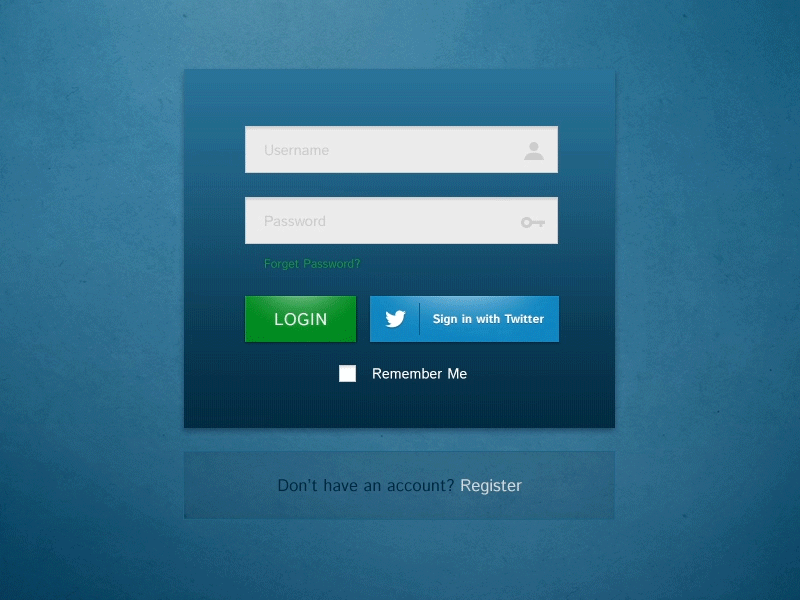 Username
Password
Forget Password?
LOGIN
Sign in with Twitter
Remember Me
Don't have an account? Register